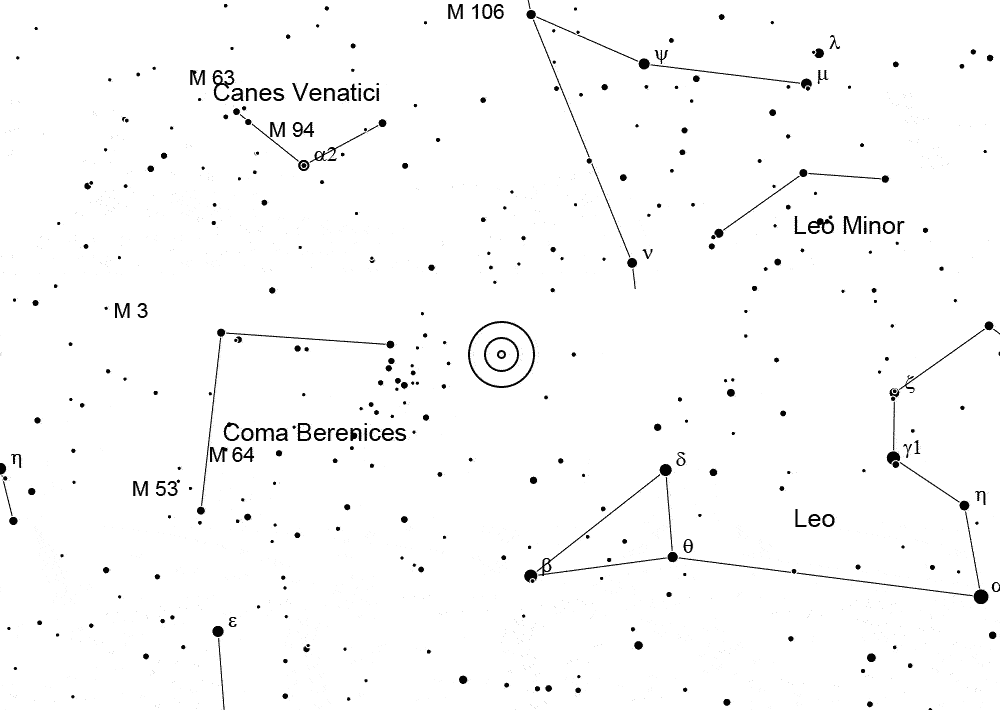 M 106
λ
ψ
μ
M 63
Canes Venatici
M 94
α2
Leo Minor
ν
M 3
ζ
Coma Berenices
γ1
M 64
η
δ
M 53
η
Leo
θ
β
α
ε